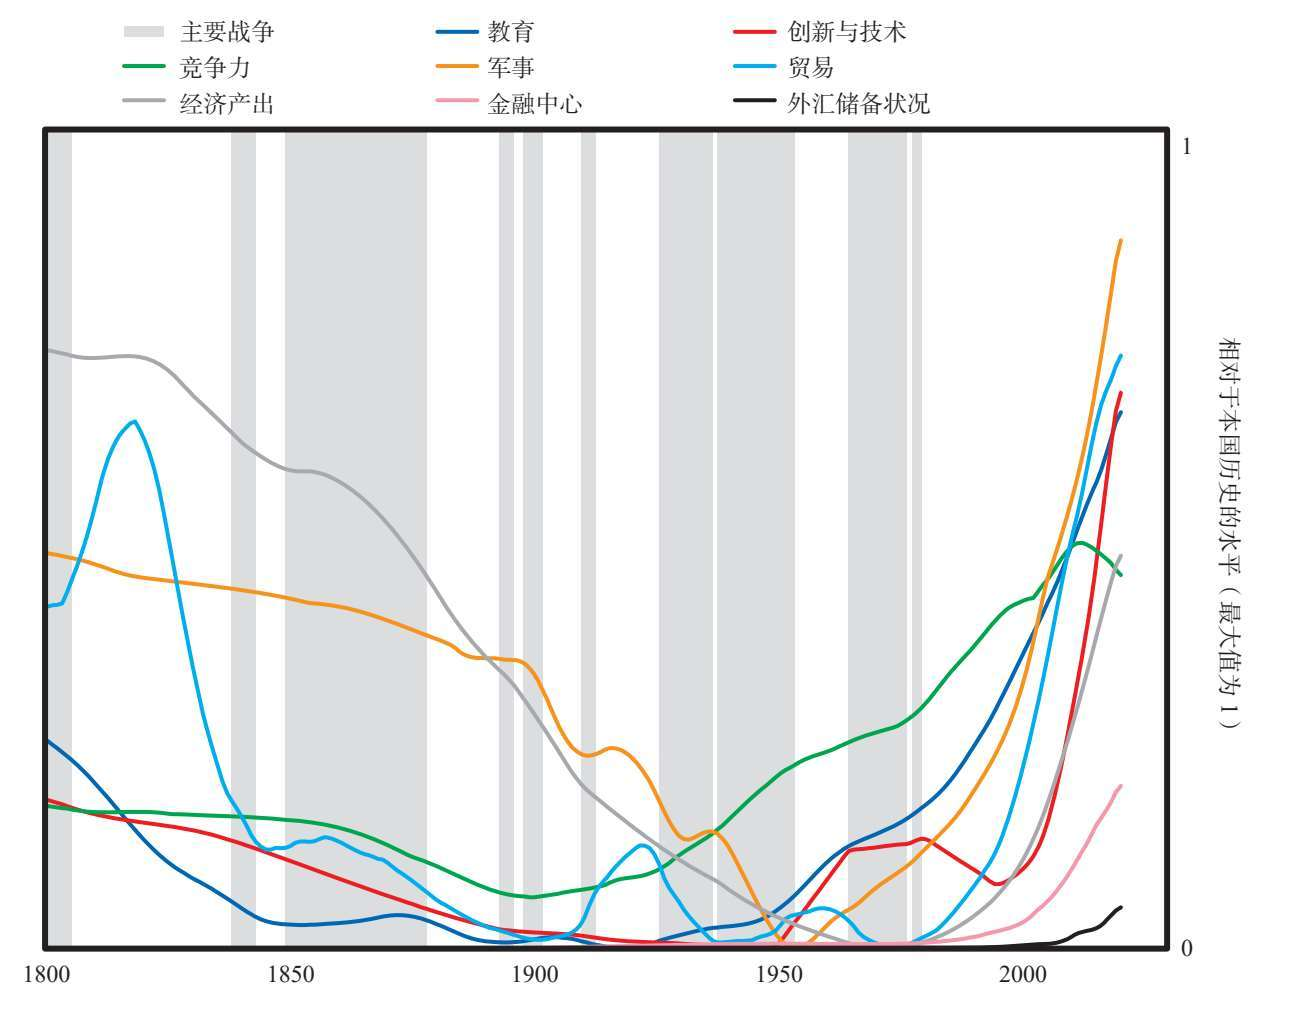 主要战争 教育 创新与技术
竞争力 军事 贸易
经济产出 金融中心 外汇储备状况
1
相对于本国历史的水平（最大值为 1）
0
1800 1850 1900 1950 2000